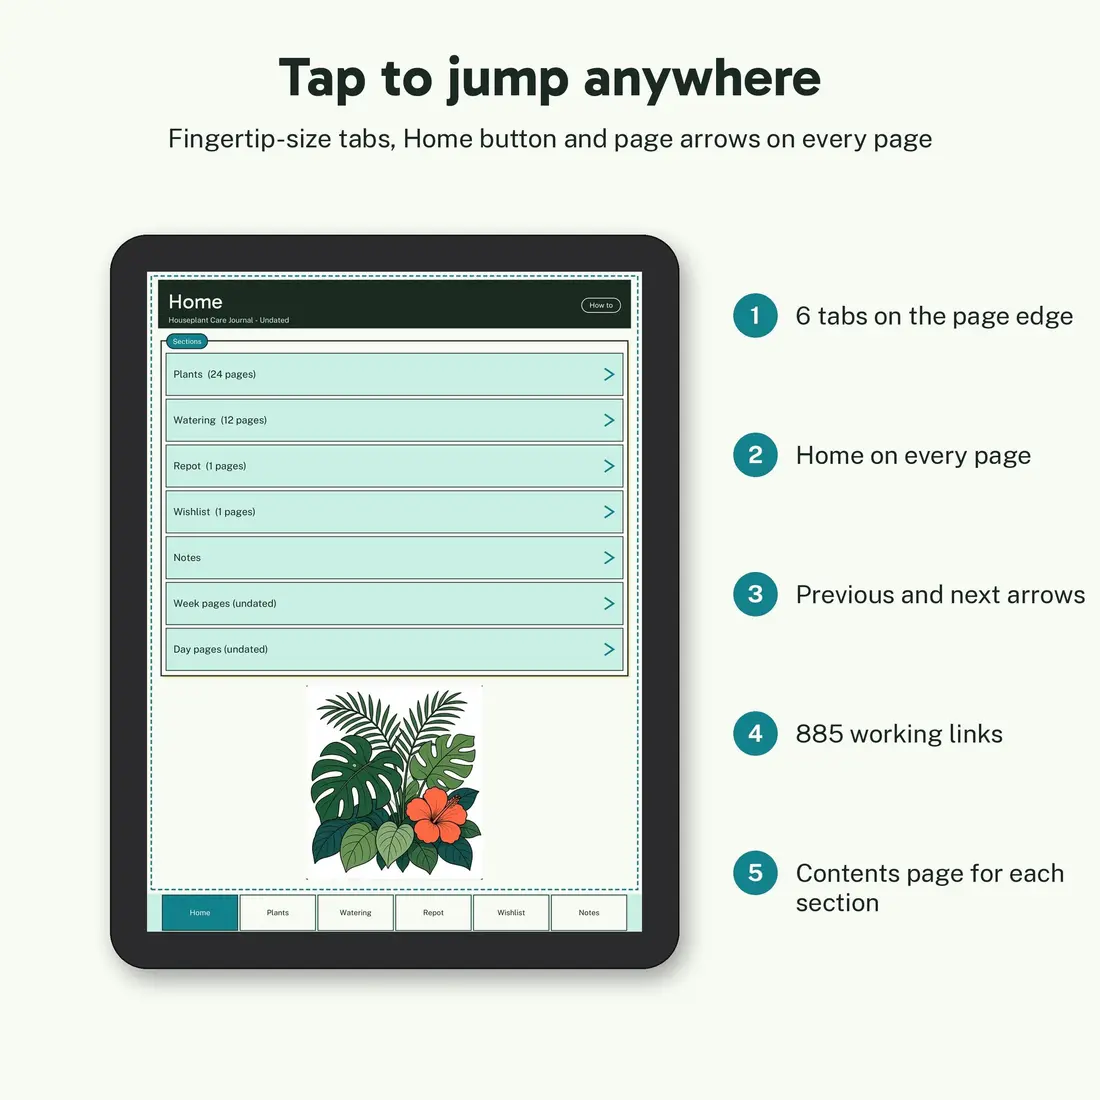 Tap to jump anywhere
Fingertip-size tabs, Home button and page arrows on every page
Home
Houseplant Care Journal - Undated
How to
Sections
Plants (24 pages)
Watering (12 pages)
Repot (1 pages)
Wishlist (1 pages)
Notes
Week pages (undated)
Day pages (undated)
Home
Plants
Watering
Repot
Wishlist
Notes
1 6 tabs on the page edge
2 Home on every page
3 Previous and next arrows
4 885 working links
5 Contents page for each
section